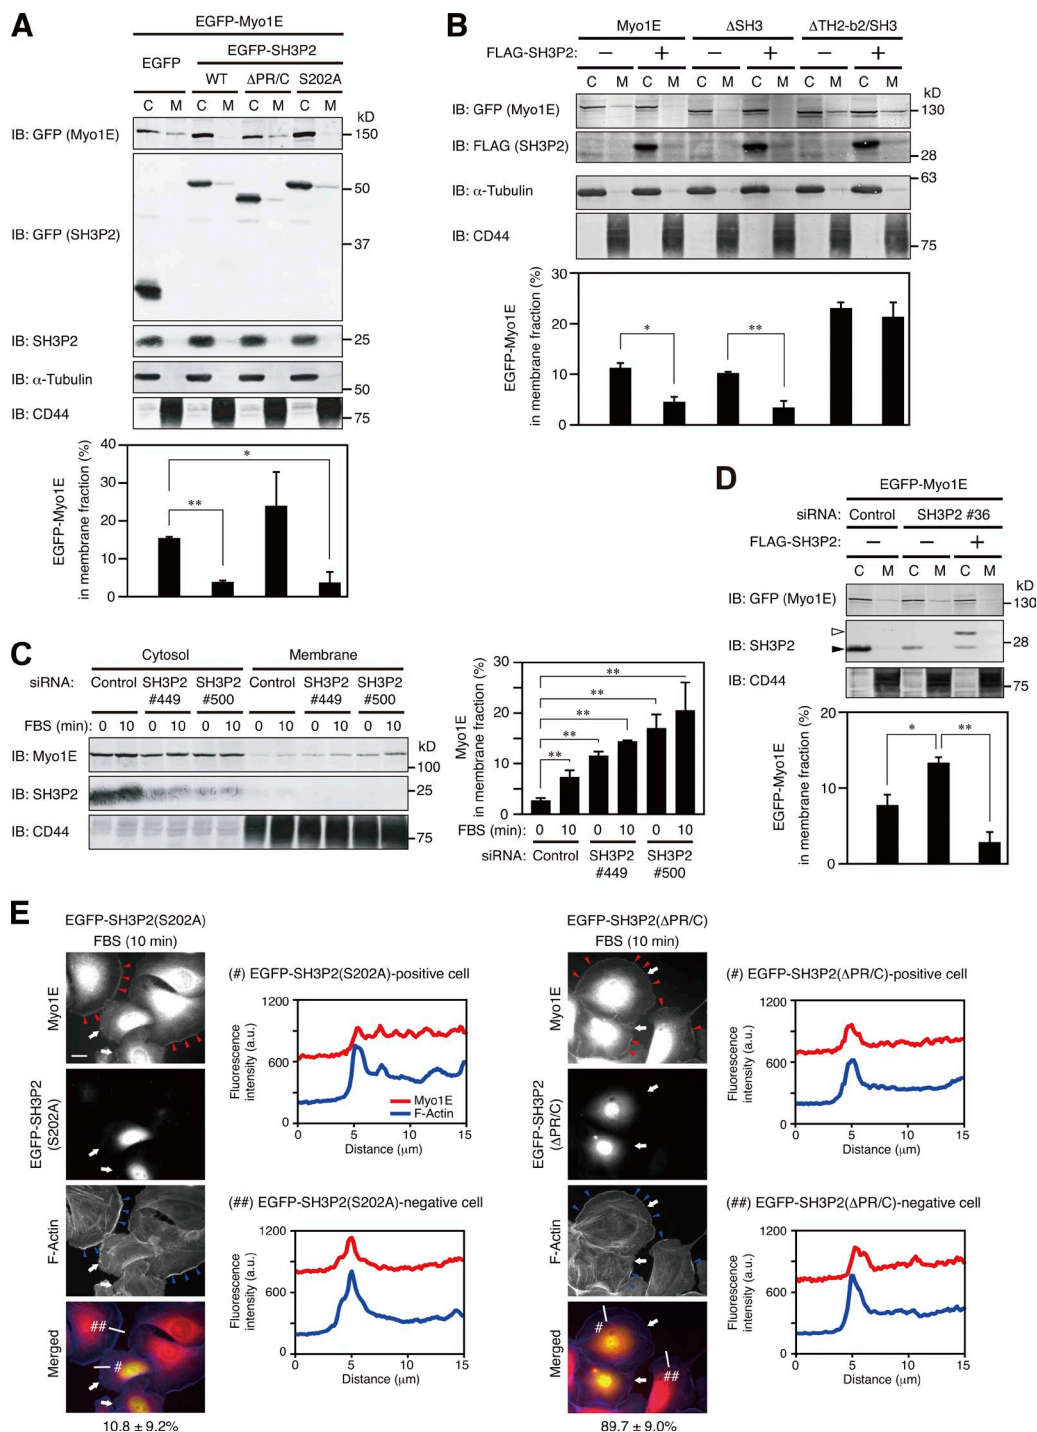 A
EGFP-Myo1E
EGFP-SH3P2
EGFP
WT ΔPR/C S202A
C M C M C M C M
kD
IB: GFP (Myo1E)
150
IB: GFP (SH3P2)
50
37
IB: SH3P2
25
IB: α-Tubulin
50
IB: CD44
75
EGFP-Myo1E
in membrane fraction (%)
40
30
20
10
0
*
**
B
Myo1E ΔSH3 ΔTH2-b2/SH3
FLAG-SH3P2: − + − + − +
C M C M C M C M C M C M
kD
IB: GFP (Myo1E)
130
IB: FLAG (SH3P2)
28
IB: α-Tubulin
63
IB: CD44
75
EGFP-Myo1E
in membrane fraction (%)
30
20
10
0
*
**
C
Cytosol Membrane
siRNA: Control SH3P2 SH3P2 Control SH3P2 SH3P2
#449 #500 #449 #500
FBS (min): 0 10 0 10 0 10 0 10 0 10 0 10
kD
IB: Myo1E
100
IB: SH3P2
25
IB: CD44
75
Myo1E
in membrane fraction (%)
30
20
10
0
**
**
**
**
**
FBS (min): 0 10 0 10 0 10
siRNA: Control SH3P2 SH3P2
#449 #500
D
EGFP-Myo1E
siRNA: Control SH3P2 #36
FLAG-SH3P2: − − +
C M C M C M
kD
IB: GFP (Myo1E)
130
IB: SH3P2
28
IB: CD44
75
EGFP-Myo1E
in membrane fraction (%)
20
10
0
*
**
E
EGFP-SH3P2(S202A)
FBS (10 min)
Myo1E
EGFP-SH3P2
(S202A)
F-Actin
Merged
##
#
10.8 ± 9.2%
(#) EGFP-SH3P2(S202A)-positive cell
Fluorescence
intensity (a.u.)
1200
600
0
Myo1E
F-Actin
0 5 10 15
Distance (μm)
(##) EGFP-SH3P2(S202A)-negative cell
Fluorescence
intensity (a.u.)
1200
600
0
0 5 10 15
Distance (μm)
EGFP-SH3P2(ΔPR/C)
FBS (10 min)
Myo1E
EGFP-SH3P2
(ΔPR/C)
F-Actin
Merged
#
##
89.7 ± 9.0%
(#) EGFP-SH3P2(ΔPR/C)-positive cell
Fluorescence
intensity (a.u.)
1200
600
0
0 5 10 15
Distance (μm)
(##) EGFP-SH3P2(ΔPR/C)-negative cell
Fluorescence
intensity (a.u.)
1200
600
0
0 5 10 15
Distance (μm)